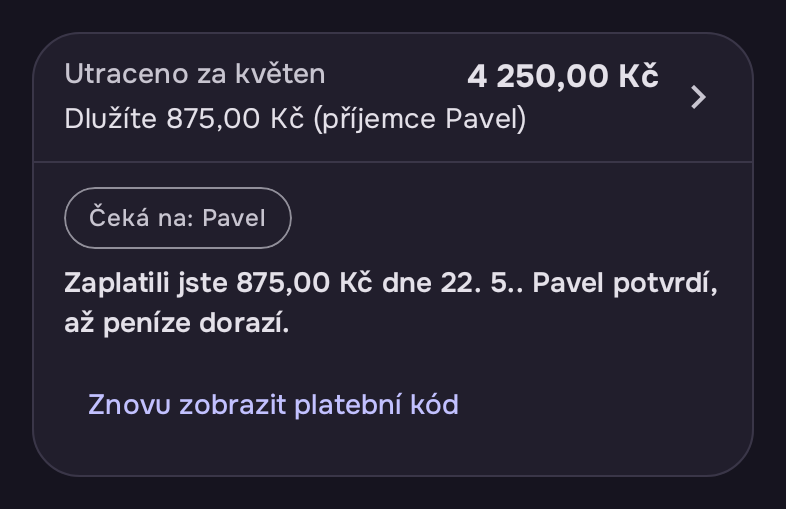 Utraceno za květen
4 250,00 Kč
Dlužíte 875,00 Kč (příjemce Pavel)
Čeká na: Pavel
Zaplatili jste 875,00 Kč dne 22. 5.. Pavel potvrdí,
až peníze dorazí.
Znovu zobrazit platební kód